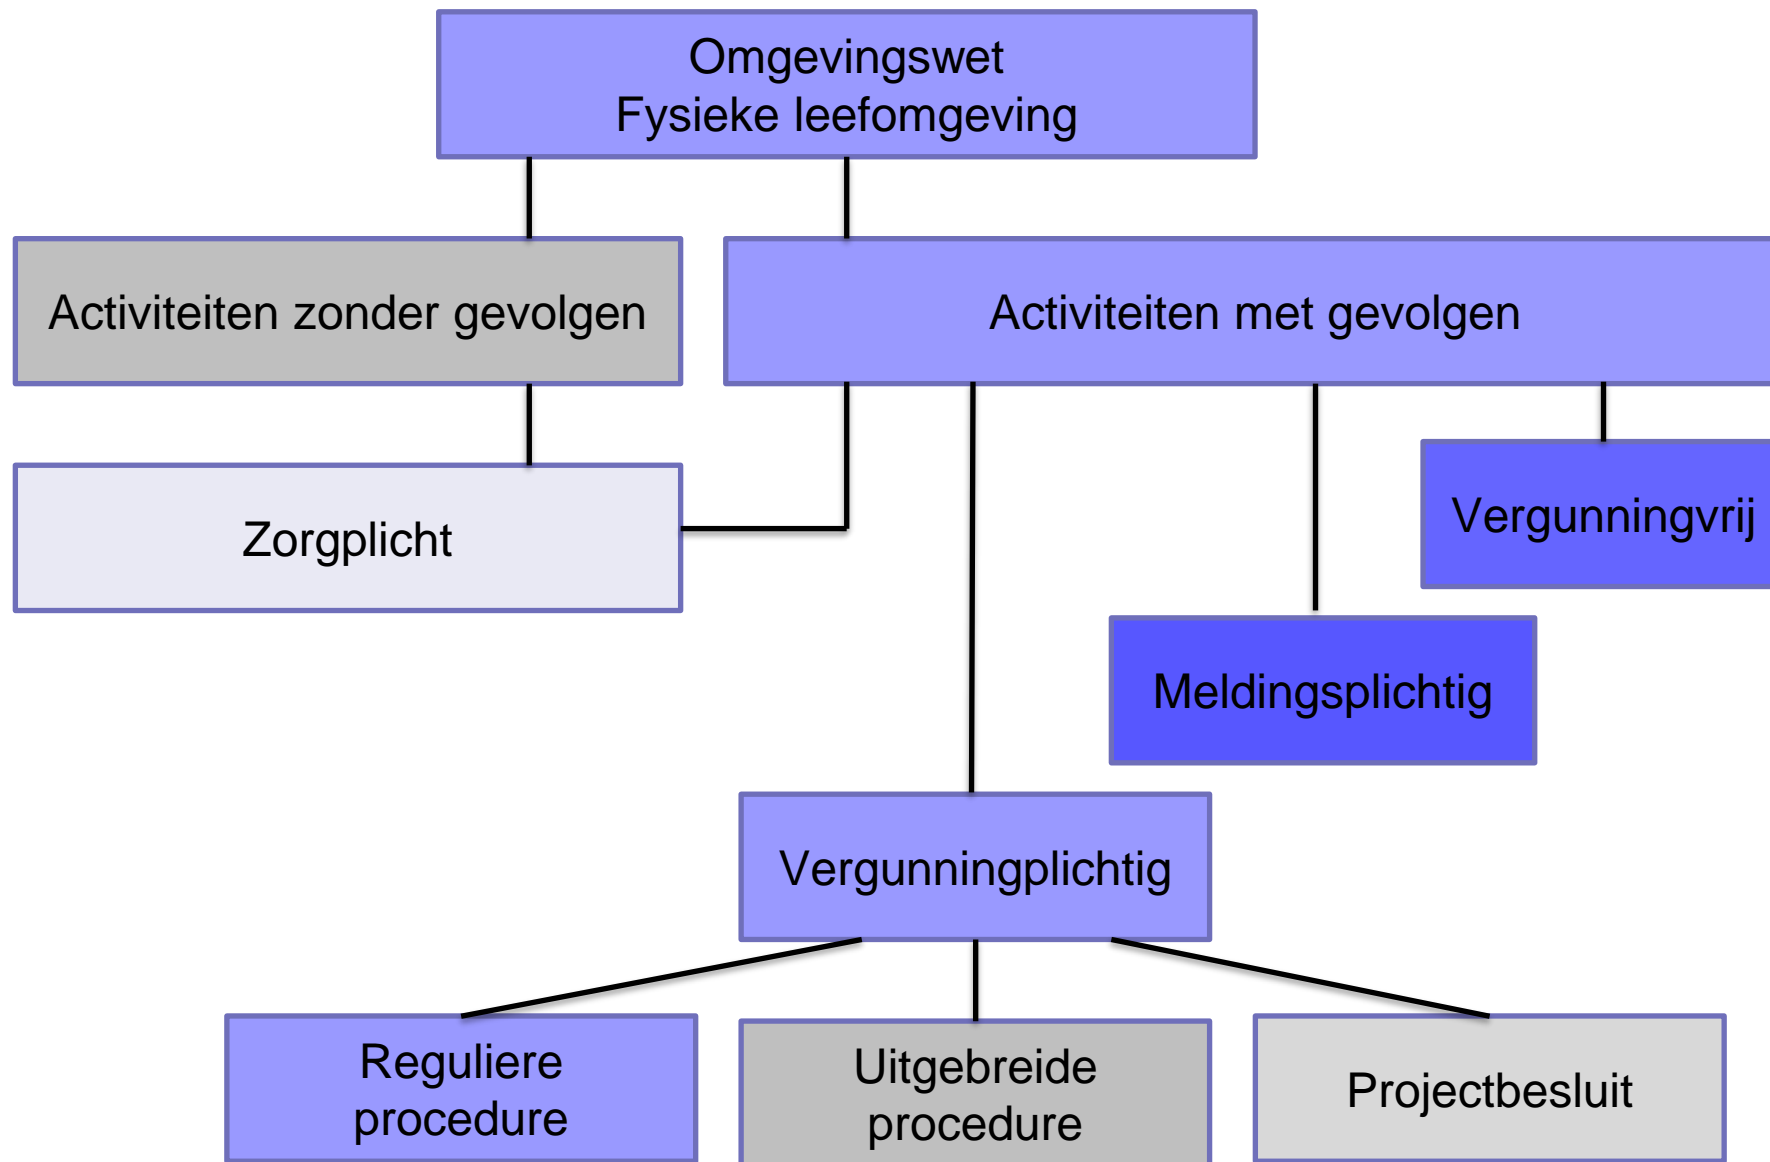 Omgevingswet
Fysieke leefomgeving
Activiteiten zonder gevolgen
Activiteiten met gevolgen
Zorgplicht
Vergunningvrij
Meldingsplichtig
Vergunningplichtig
Reguliere
procedure
Uitgebreide
procedure
Projectbesluit